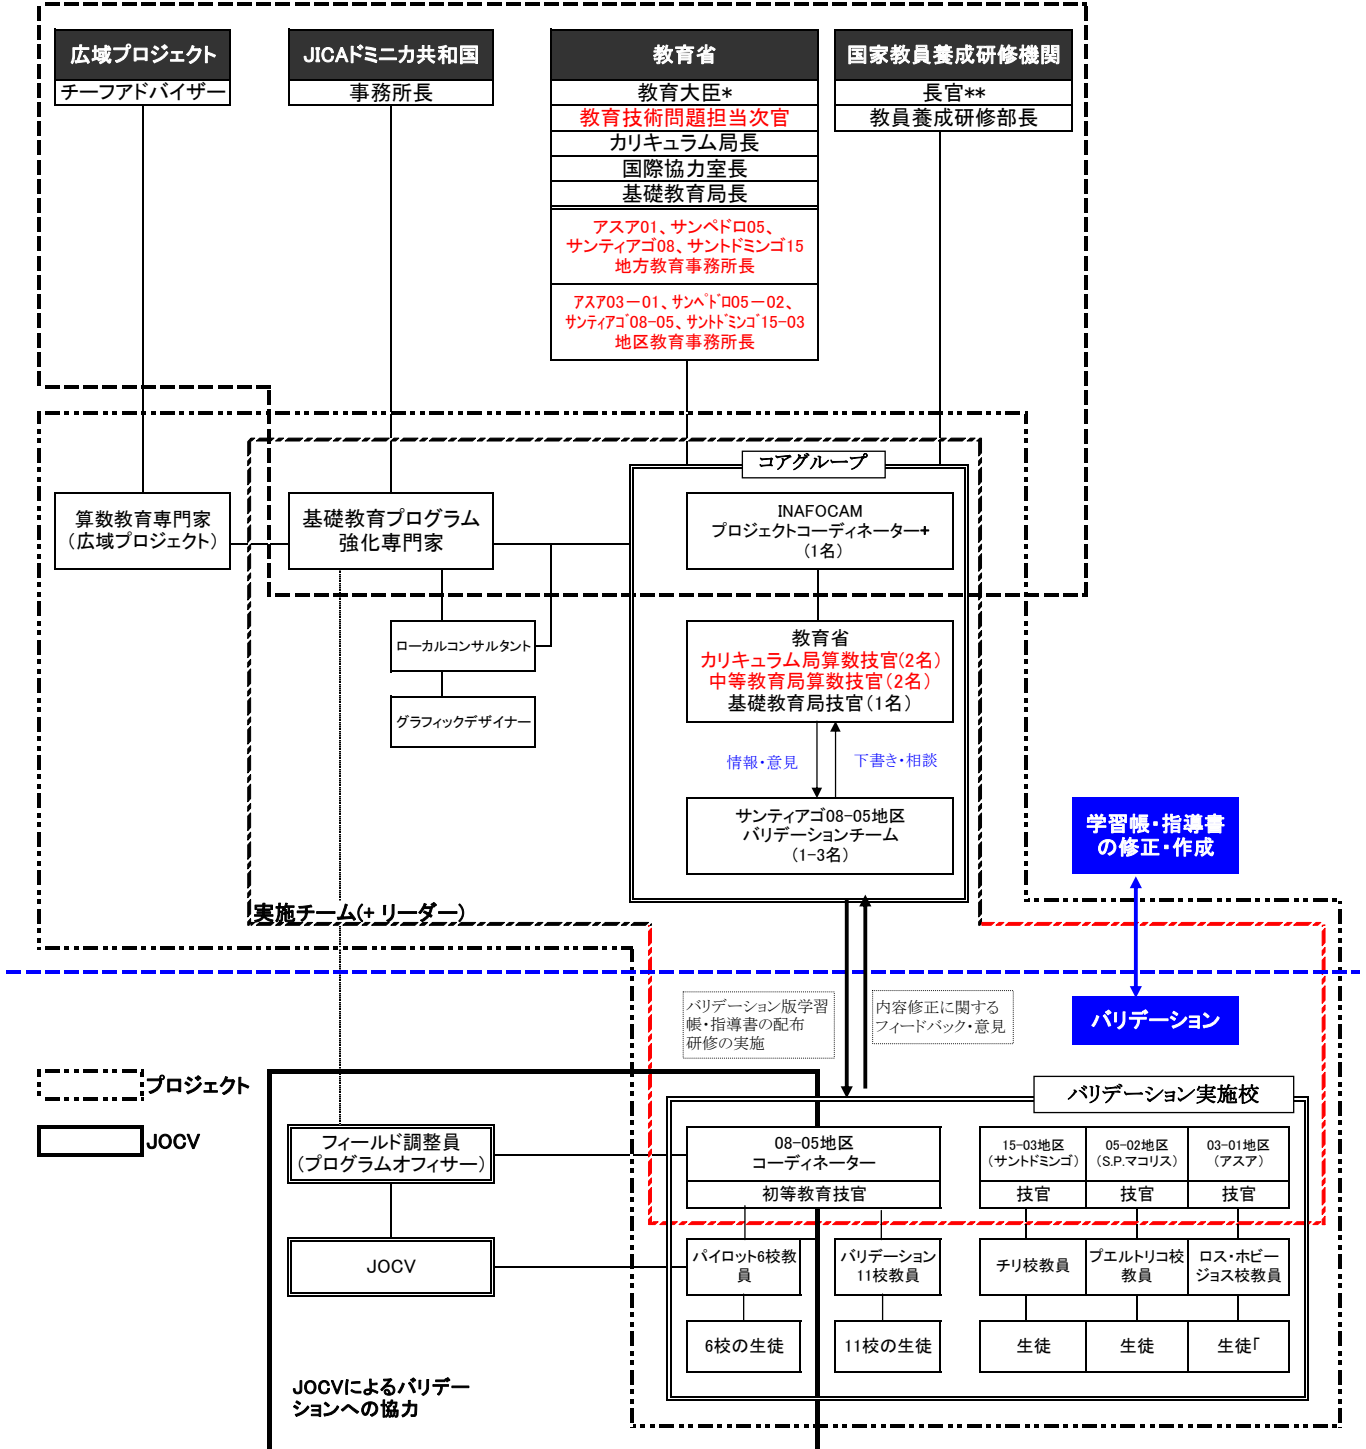 広域プロジェクト
チーフアドバイザー
JICAドミニカ共和国
事務所長
教育省
教育大臣*
教育技術問題担当次官
カリキュラム局長
国際協力室長
基礎教育局長
アスア01、サンペドロ05、
サンティアゴ08、サントドミンゴ15
地方教育事務所長
ｱｽｱ03－01、ｻﾝﾍﾟﾄﾞﾛ05－02、
ｻﾝﾃｨｱｺﾞ08-05、ｻﾝﾄﾄﾞﾐﾝｺﾞ15-03
地区教育事務所長
国家教員養成研修機関
長官**
教員養成研修部長
コアグループ
算数教育専門家
（広域プロジェクト）
基礎教育プログラム
強化専門家
INAFOCAM
プロジェクトコーディネーター+
(1名)
ローカルコンサルタント
グラフィックデザイナー
教育省
カリキュラム局算数技官(2名)
中等教育局算数技官(2名)
基礎教育局技官(1名)
情報・意見
下書き・相談
サンティアゴ08-05地区
バリデーションチーム
(1-3名)
学習帳・指導書
の修正・作成
実施チーム(+ リーダー)
バリデーション版学習
帳・指導書の配布
研修の実施
内容修正に関する
フィードバック・意見
バリデーション
プロジェクト
JOCV
バリデーション実施校
フィールド調整員
(プログラムオフィサー)
08-05地区
コーディネーター
初等教育技官
15-03地区
(サントドミンゴ)
技官
05-02地区
(S.P.マコリス)
技官
03-01地区
(アスア)
技官
JOCV
パイロット6校教
員
バリデーション
11校教員
チリ校教員
プエルトリコ校
教員
ロス・ホビー
ジョス校教員
6校の生徒
11校の生徒
生徒
生徒
生徒｢
JOCVによるバリデー
ションへの協力